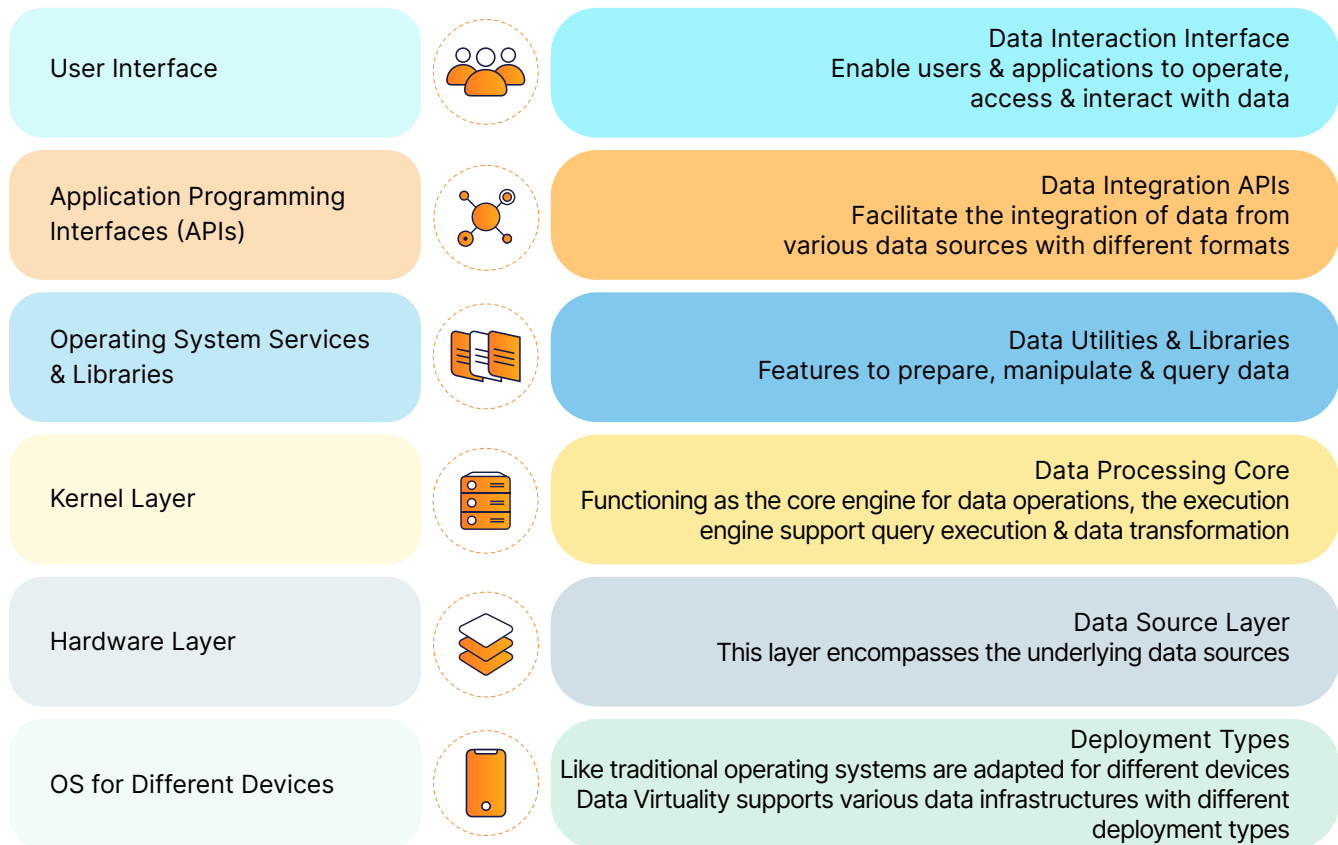 User Interface
Data Interaction Interface
Enable users & applications to operate,
access & interact with data
Application Programming
Interfaces (APIs)
Data Integration APIs
Facilitate the integration of data from
various data sources with different formats
Operating System Services
& Libraries
Data Utilities & Libraries
Features to prepare, manipulate & query data
Kernel Layer
Data Processing Core
Functioning as the core engine for data operations, the execution
engine support query execution & data transformation
Hardware Layer
Data Source Layer
This layer encompasses the underlying data sources
OS for Different Devices
Deployment Types
Like traditional operating systems are adapted for different devices
Data Virtuality supports various data infrastructures with different
deployment types